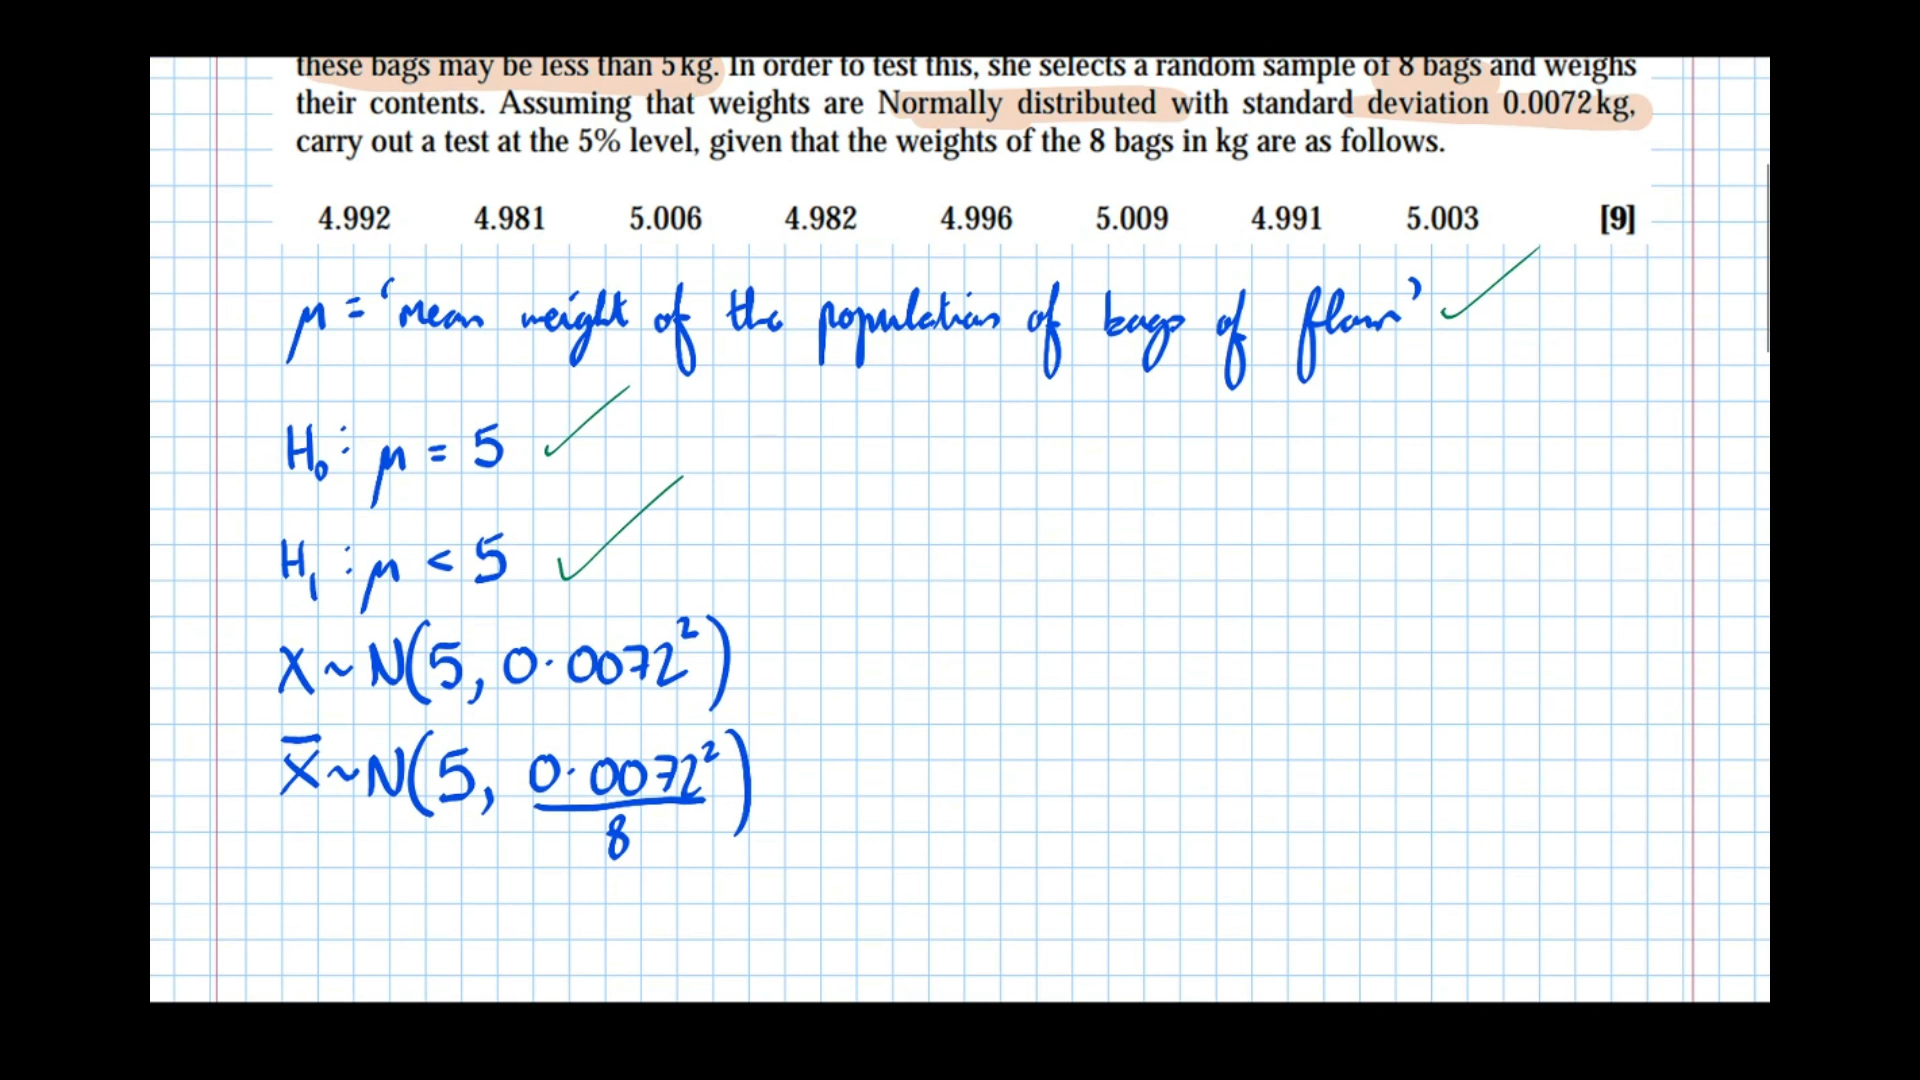 these bags may be less than 5 kg. In order to test this, she selects a random sample of 8 bags and weighs
their contents. Assuming that weights are Normally distributed with standard deviation 0.0072 kg,
carry out a test at the 5% level, given that the weights of the 8 bags in kg are as follows.
4.992 4.981 5.006 4.982 4.996 5.009 4.991 5.003 [9]
μ = ‘mean weight of the population of bags of flour’
H₀ : μ = 5
H₁ : μ < 5
X ~ N(5, 0·0072²)
X̄ ~ N(5, 0·0072²/8)